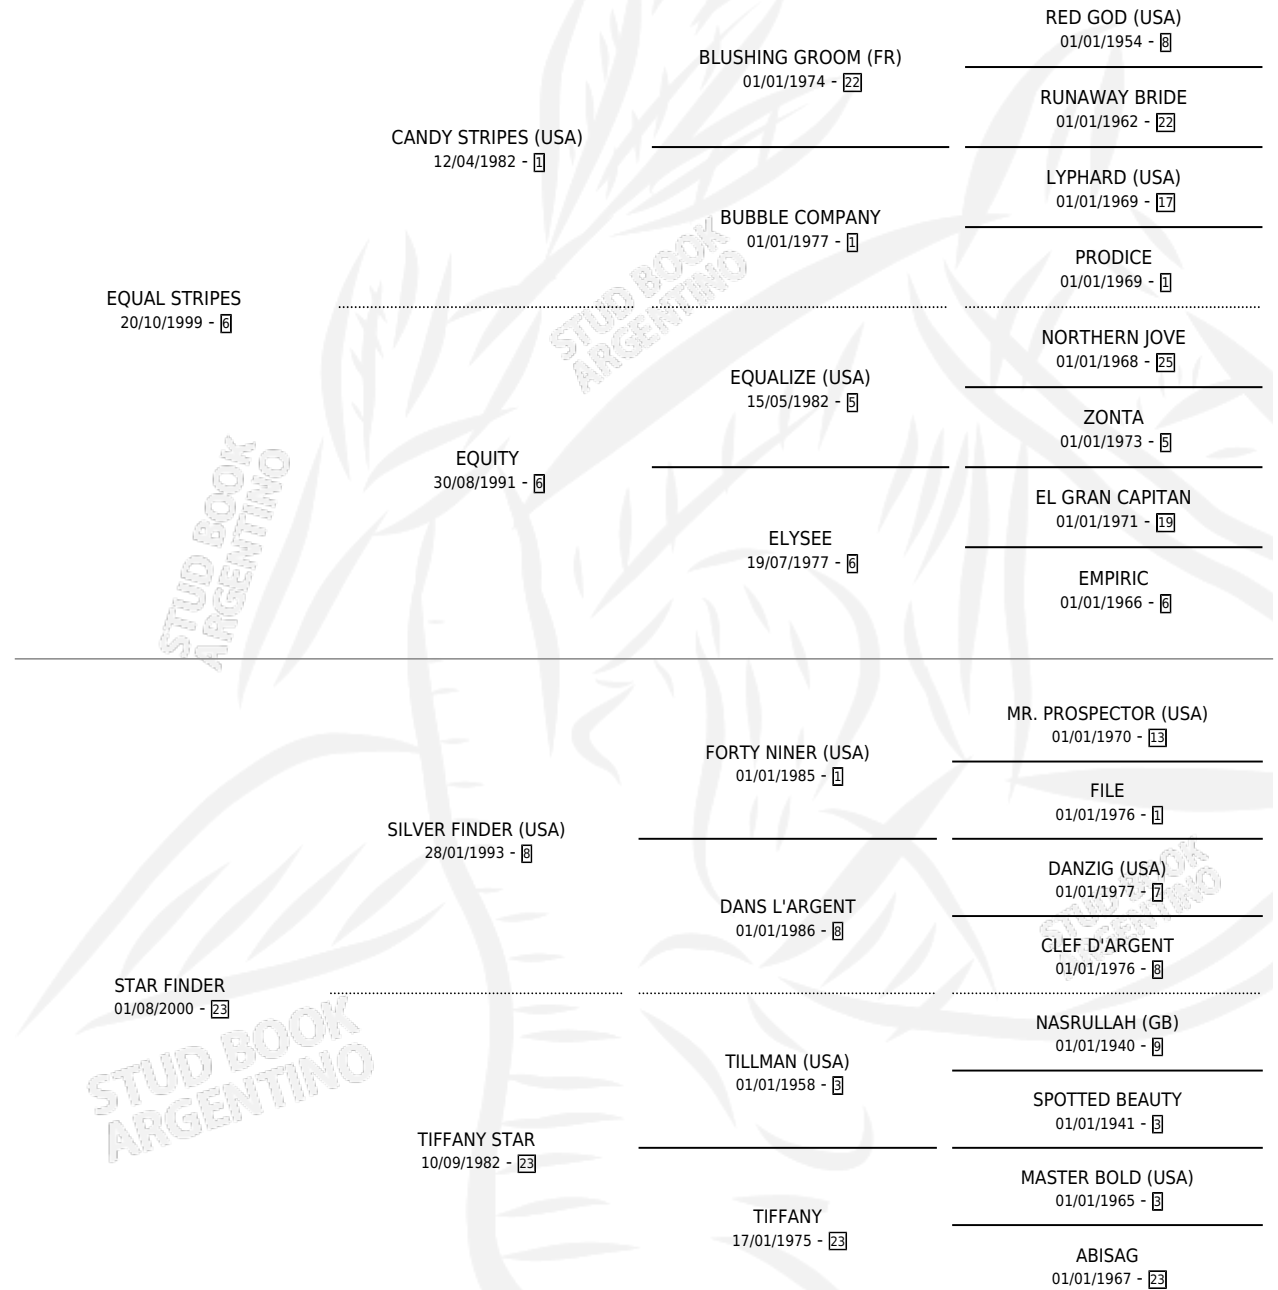 RED GOD (USA)
01/01/1954 - 8
BLUSHING GROOM (FR)
01/01/1974 - 22
RUNAWAY BRIDE
01/01/1962 - 22
CANDY STRIPES (USA)
12/04/1982 - 1
LYPHARD (USA)
01/01/1969 - 17
BUBBLE COMPANY
01/01/1977 - 1
PRODICE
01/01/1969 - 1
EQUAL STRIPES
20/10/1999 - 6
STUD BOOK
ARGENTINO
NORTHERN JOVE
01/01/1968 - 25
EQUALIZE (USA)
15/05/1982 - 5
ZONTA
01/01/1973 - 5
EQUITY
30/08/1991 - 6
EL GRAN CAPITAN
01/01/1971 - 19
ELYSEE
19/07/1977 - 6
EMPIRIC
01/01/1966 - 6
STUD BOOK
ARGENTINO
MR. PROSPECTOR (USA)
01/01/1970 - 13
FORTY NINER (USA)
01/01/1985 - 1
FILE
01/01/1976 - 1
SILVER FINDER (USA)
28/01/1993 - 8
DANZIG (USA)
01/01/1977 - 7
DANS L'ARGENT
01/01/1986 - 8
STUD BOOK
ARGENTINO
CLEF D'ARGENT
01/01/1976 - 8
STAR FINDER
01/08/2000 - 23
NASRULLAH (GB)
01/01/1940 - 9
TILLMAN (USA)
01/01/1958 - 3
SPOTTED BEAUTY
01/01/1941 - 3
STUD BOOK
ARGENTINO
TIFFANY STAR
10/09/1982 - 23
MASTER BOLD (USA)
01/01/1965 - 3
TIFFANY
17/01/1975 - 23
ABISAG
01/01/1967 - 23